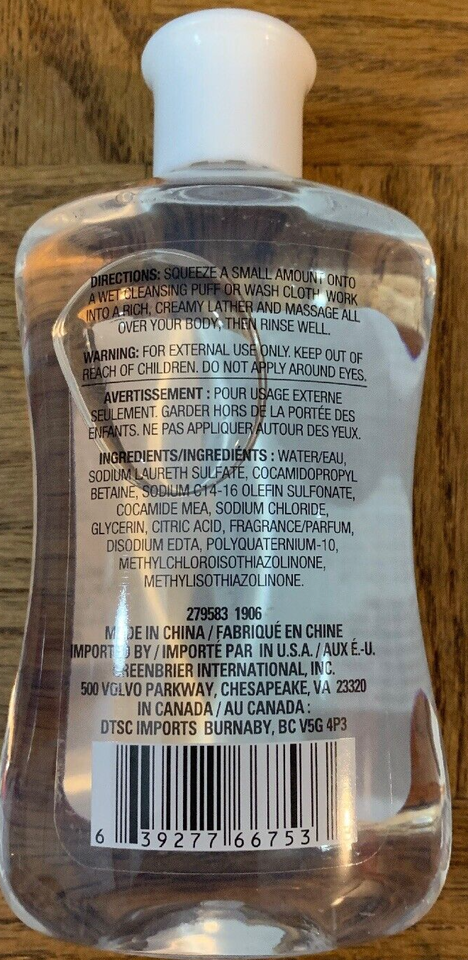 DIRECTIONS: SQUEEZE A SMALL AMOUNT ONTO
A WET CLEANSING PUFF OR WASH CLOTH, WORK
INTO A RICH, CREAMY LATHER AND MASSAGE ALL
OVER YOUR BODY, THEN RINSE WELL.
WARNING: FOR EXTERNAL USE ONLY. KEEP OUT OF
REACH OF CHILDREN. DO NOT APPLY AROUND EYES.
AVERTISSEMENT : POUR USAGE EXTERNE
SEULEMENT. GARDER HORS DE LA PORTÉE DES
ENFANTS. NE PAS APPLIQUER AUTOUR DES YEUX.
INGREDIENTS/INGRÉDIENTS : WATER/EAU,
SODIUM LAURETH SULFATE, COCAMIDOPROPYL
BETAINE, SODIUM C14-16 OLEFIN SULFONATE,
COCAMIDE MEA, SODIUM CHLORIDE,
GLYCERIN, CITRIC ACID, FRAGRANCE/PARFUM,
DISODIUM EDTA, POLYQUATERNIUM-10,
METHYLCHLOROISOTHIAZOLINONE,
METHYLISOTHIAZOLINONE.
279583 1906
MADE IN CHINA / FABRIQUÉ EN CHINE
IMPORTED BY / IMPORTÉ PAR IN U.S.A. / AUX É.-U.
GREENBRIER INTERNATIONAL, INC.
500 VOLVO PARKWAY, CHESAPEAKE, VA 23320
IN CANADA / AU CANADA :
DTSC IMPORTS BURNABY, BC V5G 4P3
6 39277 66753